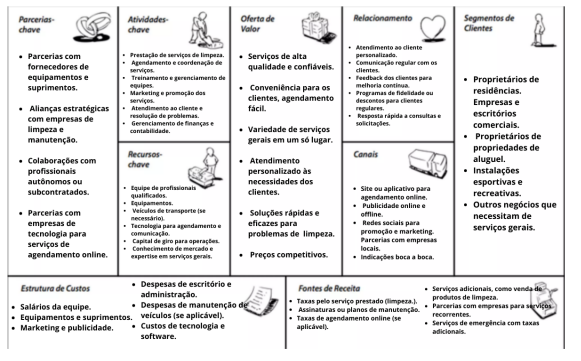 Parcerias-
chave
• Parcerias com
fornecedores de
equipamentos e
suprimentos.
• Alianças estratégicas
com empresas de
limpeza e
manutenção.
• Colaborações com
profissionais
autônomos ou
subcontratados.
• Parcerias com
empresas de
tecnologia para
serviços de
agendamento online.
Atividades-
chave
• Prestação de serviços de limpeza.
• Agendamento e coordenação de
serviços.
• Treinamento e gerenciamento de
equipes.
• Marketing e promoção dos
serviços.
• Atendimento ao cliente e
resolução de problemas.
• Gerenciamento de finanças e
contabilidade.
Recursos-
chave
• Equipe de profissionais
qualificados.
• Equipamentos.
• Veículos de transporte (se
necessário).
• Tecnologia para agendamento e
comunicação.
• Capital de giro para operações.
• Conhecimento de mercado e
expertise em serviços gerais.
Oferta de
Valor
• Serviços de alta
qualidade e confiáveis.
• Conveniência para os
clientes, agendamento
fácil.
• Variedade de serviços
gerais em um só lugar.
• Atendimento
personalizado às
necessidades dos
clientes.
• Soluções rápidas e
eficazes para
problemas de limpeza.
• Preços competitivos.
Relacionamento
• Atendimento ao cliente
personalizado.
• Comunicação regular com os
clientes.
• Feedback dos clientes para
melhoria contínua.
• Programas de fidelidade ou
descontos para clientes
regulares.
• Resposta rápida a consultas e
solicitações.
Canais
• Site ou aplicativo para
agendamento online.
• Publicidade online e
offline.
• Redes sociais para
promoção e marketing.
Parcerias com empresas
locais.
• Indicações boca a boca.
Segmentos de
Clientes
• Proprietários de
residências.
Empresas e
escritórios
comerciais.
• Proprietários de
propriedades de
aluguel.
• Instalações
esportivas e
recreativas.
• Outros negócios que
necessitam de
serviços gerais.
Estrutura de Custos
• Salários da equipe.
• Equipamentos e suprimentos.
• Marketing e publicidade.
• Despesas de escritório e
administração.
• Despesas de manutenção de
veículos (se aplicável).
• Custos de tecnologia e
software.
Fontes de Receita
• Taxas pelo serviço prestado (limpeza.).
• Assinaturas ou planos de manutenção.
• Taxas de agendamento online (se
aplicável).
• Serviços adicionais, como venda de
produtos de limpeza.
• Parcerias com empresas para serviços
recorrentes.
• Serviços de emergência com taxas
adicionais.